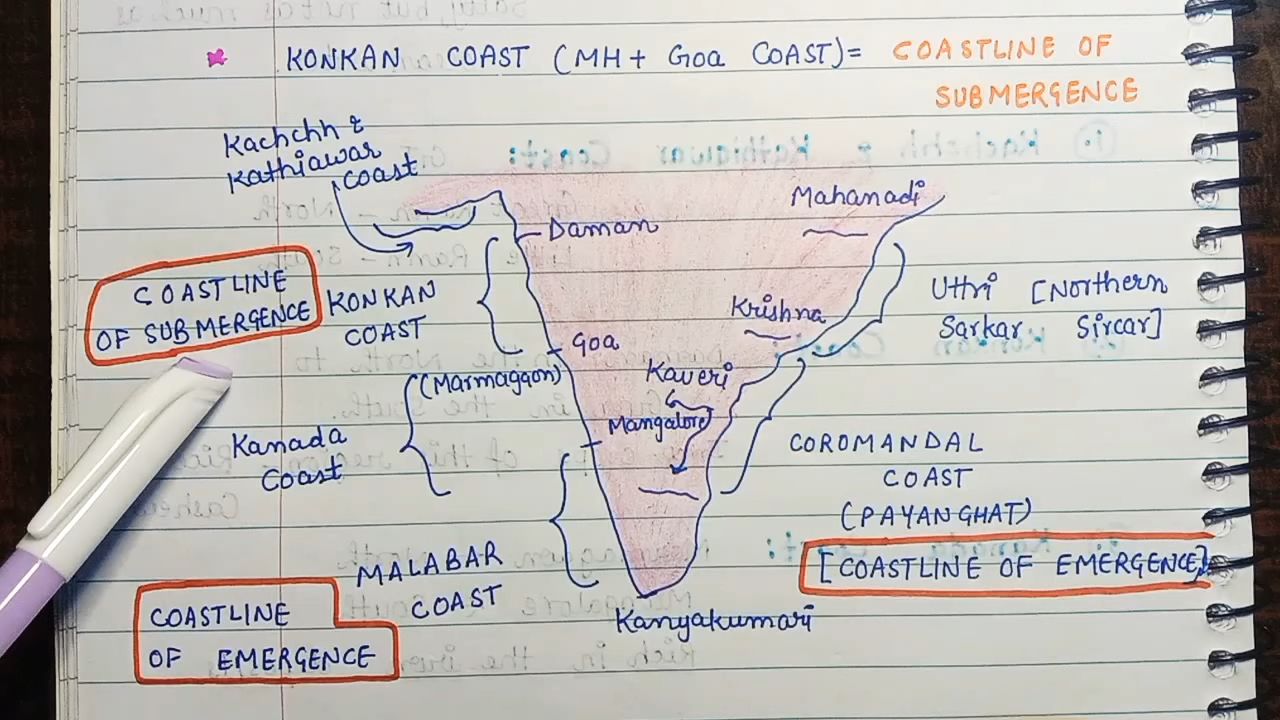 KONKAN COAST (MH + Goa COAST) = COASTLINE OF
SUBMERGENCE
Kachchh &
Kathiawar
Coast
Mahanadi
Daman
COASTLINE
OF SUBMERGENCE
KONKAN
COAST
Uttri [Northern
Sarkar Sircar]
Krishna
Goa
(Marmagaon)
Kaveri
Mangalore
Kanada
Coast
COROMANDAL
COAST
(PAYANGHAT)
[COASTLINE OF EMERGENCE]
MALABAR
COAST
COASTLINE
OF EMERGENCE
Kanyakumari